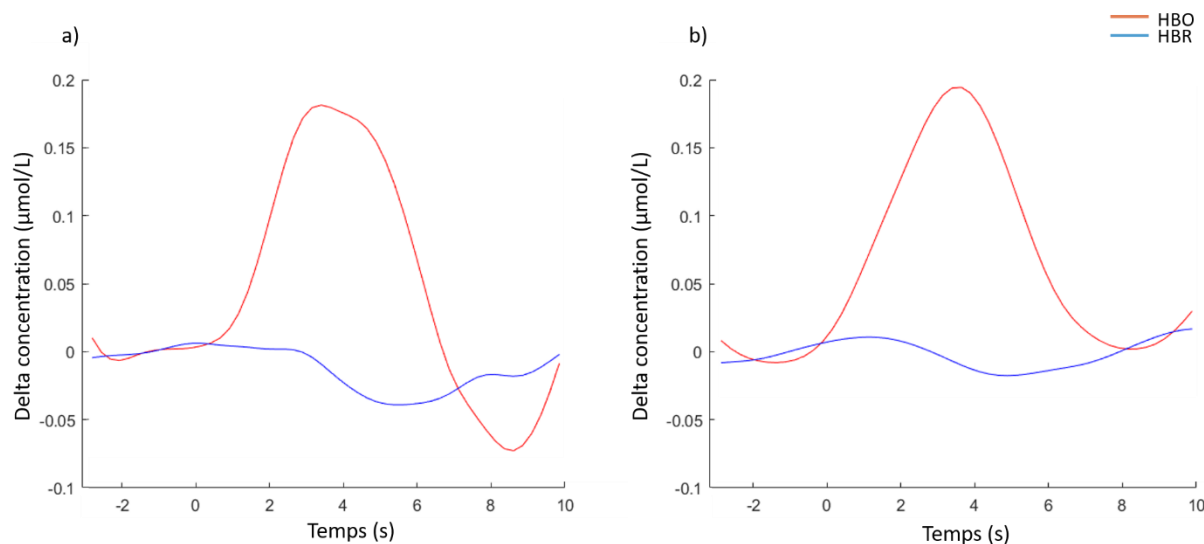 a)
b)
HBO
HBR
0.2
0.15
0.1
0.05
0
-0.05
-0.1
Delta concentration (µmol/L)
-2 0 2 4 6 8 10
Temps (s)
0.2
0.15
0.1
0.05
0
-0.05
-0.1
Delta concentration (µmol/L)
-2 0 2 4 6 8 10
Temps (s)